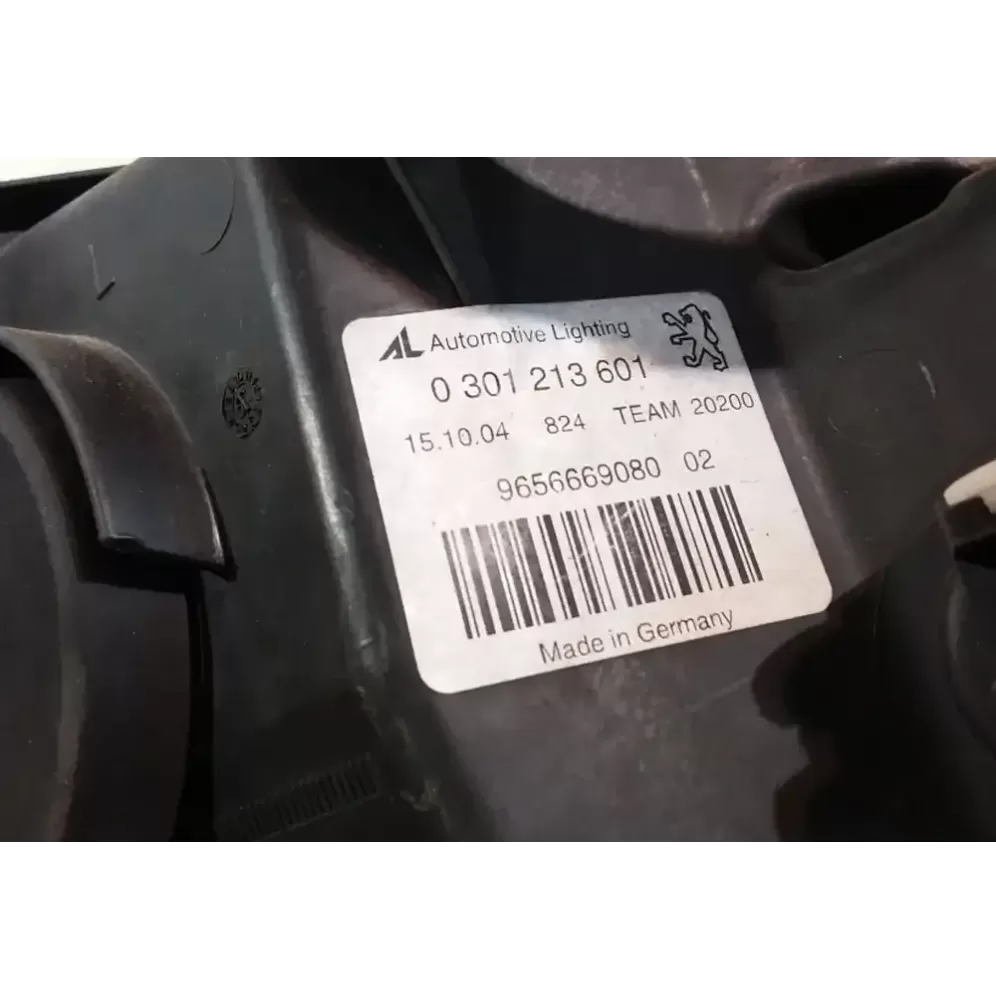 AL Automotive Lighting
0 301 213 601
15.10.04 824 TEAM 20200
9656669080 02
Made in Germany
L